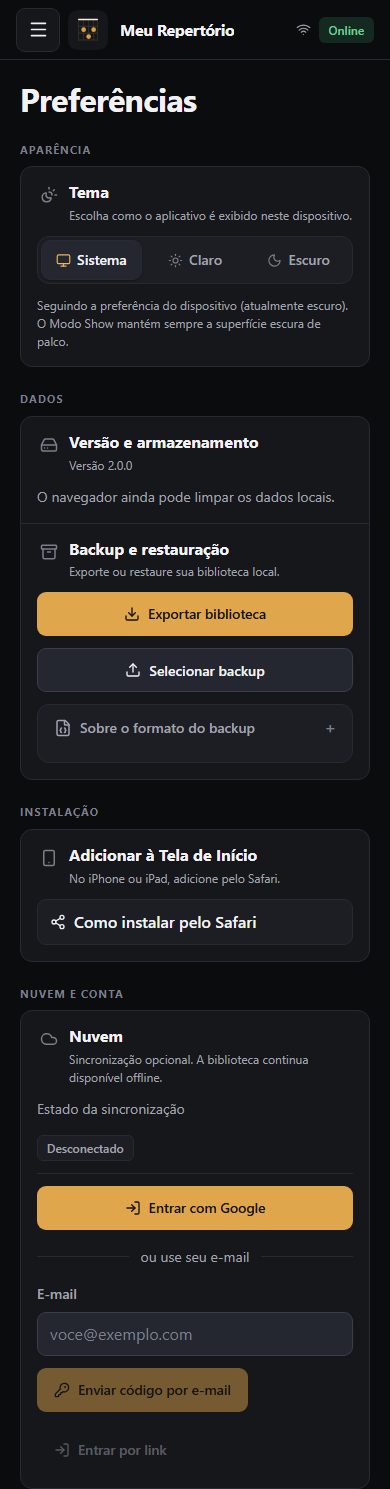 Meu Repertório
Online
Preferências
APARÊNCIA
Tema
Escolha como o aplicativo é exibido neste dispositivo.
Sistema
Claro
Escuro
Seguindo a preferência do dispositivo (atualmente escuro).
O Modo Show mantém sempre a superfície escura de
palco.
DADOS
Versão e armazenamento
Versão 2.0.0
O navegador ainda pode limpar os dados locais.
Backup e restauração
Exporte ou restaure sua biblioteca local.
Exportar biblioteca
Selecionar backup
Sobre o formato do backup +
INSTALAÇÃO
Adicionar à Tela de Início
No iPhone ou iPad, adicione pelo Safari.
Como instalar pelo Safari
NUVEM E CONTA
Nuvem
Sincronização opcional. A biblioteca continua
disponível offline.
Estado da sincronização
Desconectado
Entrar com Google
ou use seu e-mail
E-mail
voce@exemplo.com
Enviar código por e-mail
Entrar por link